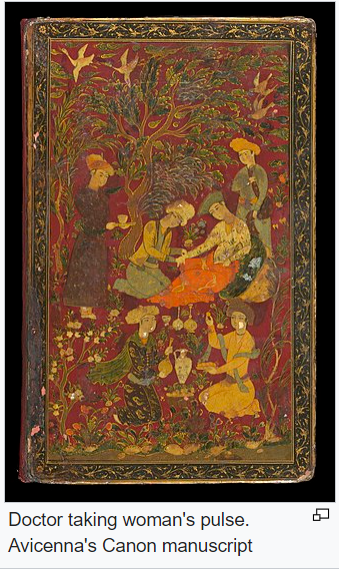 Doctor taking woman's pulse.
Avicenna's Canon manuscript